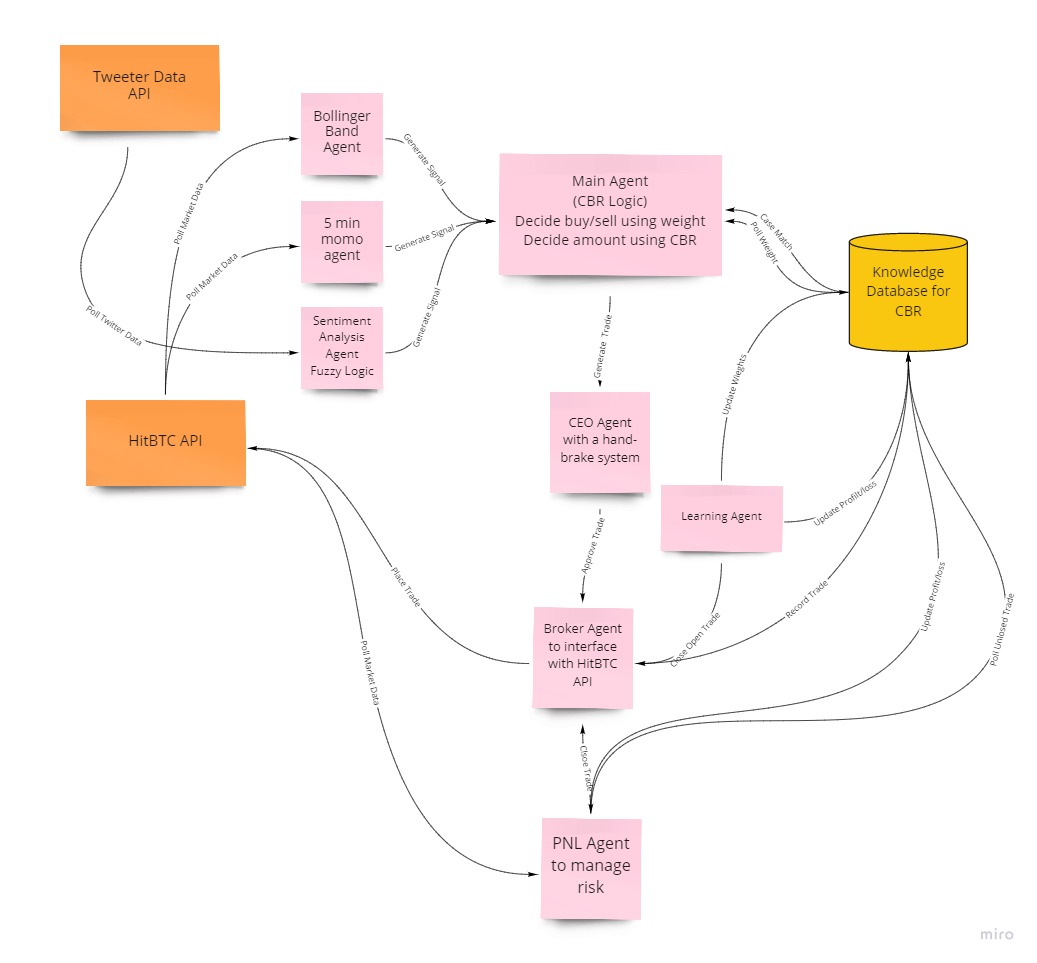 Tweeter Data
API
Bollinger
Band
Agent
Generate Signal
Poll Market Data
5 min
momo
agent
Generate Signal
Poll Market Data
Sentiment
Analysis
Agent
Fuzzy Logic
Generate Signal
Poll Twitter Data
Main Agent
(CBR Logic)
Decide buy/sell using weight
Decide amount using CBR
Case Match
Poll Wieght
Knowledge
Database for
CBR
HitBTC API
Generate Trade
CEO Agent
with a hand-
brake system
Update Wieghts
Learning Agent
Update Profilt/loss
Approve Trade
Place Trade
Record Trade
Update Profit/loss
Poll Unlosed Trade
Close Open Trade
Broker Agent
to interface
with HitBTC
API
Poll Market Data
Clsoe Trade
PNL Agent
to manage
risk
miro